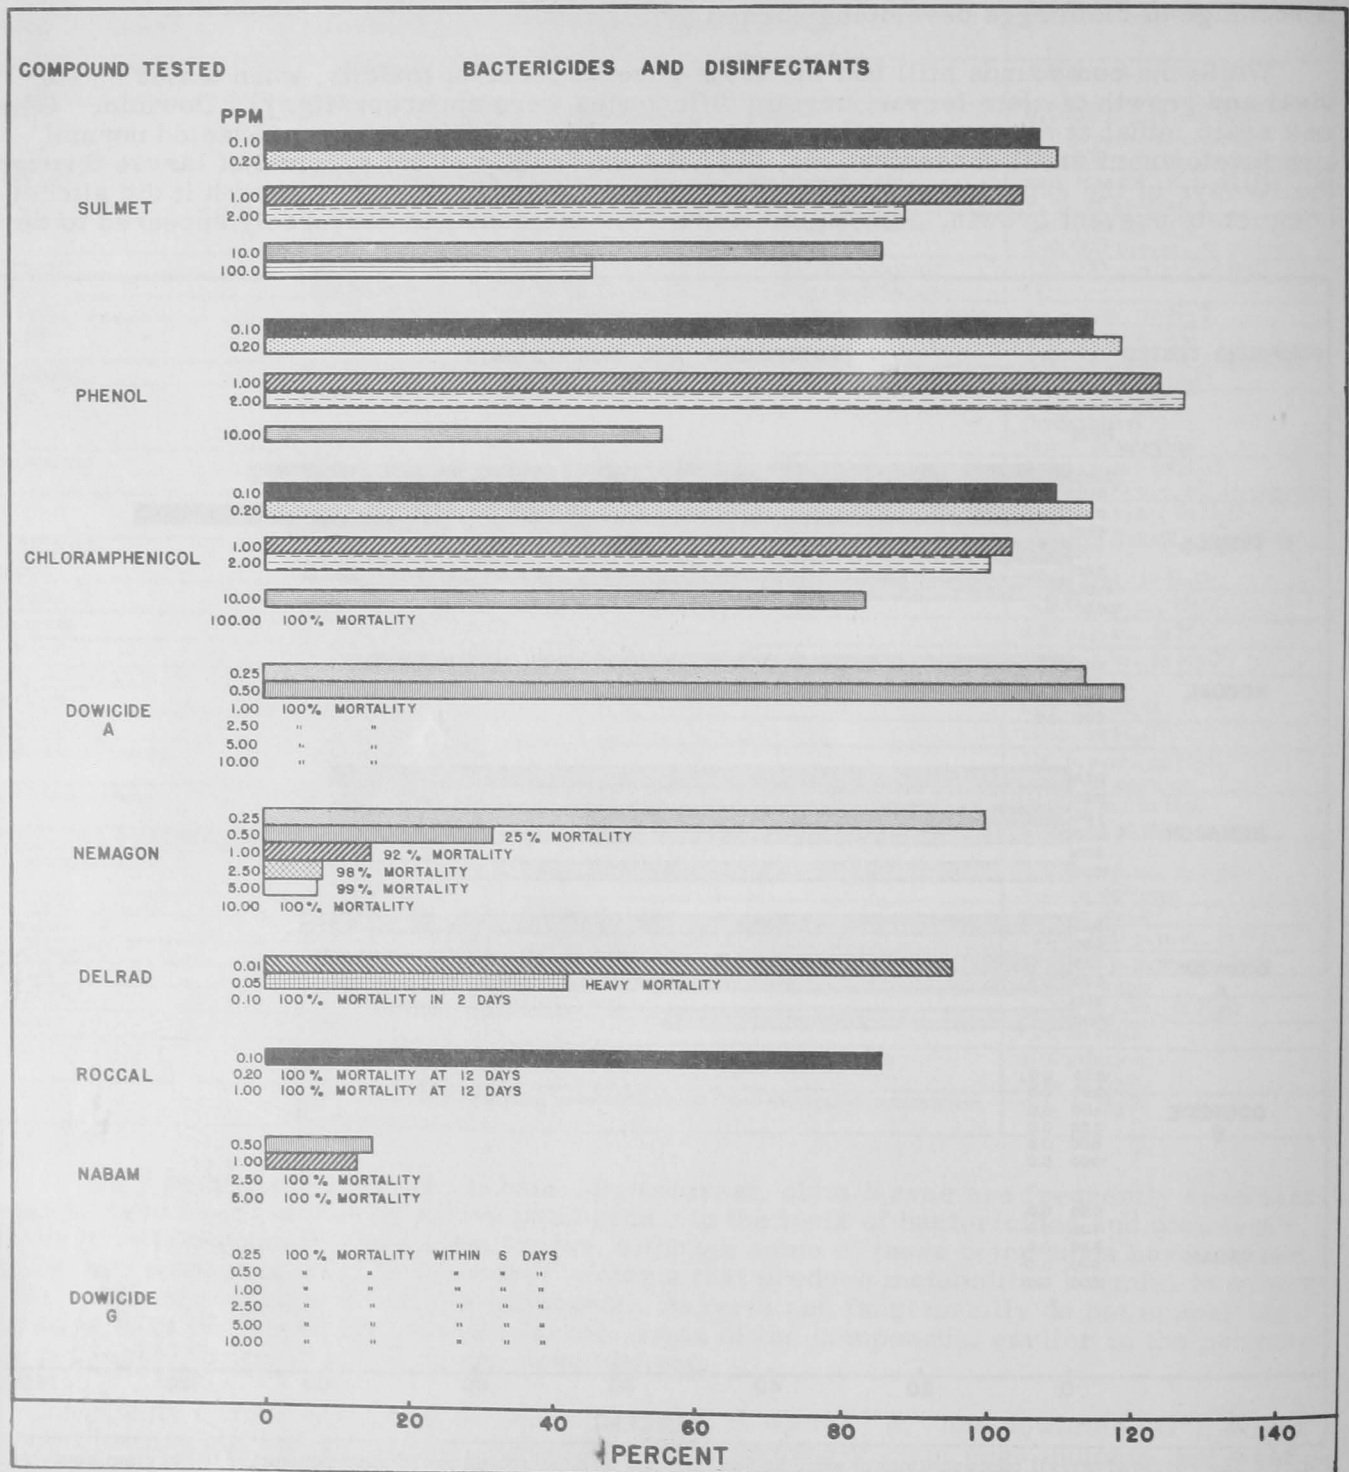 COMPOUND TESTED BACTERICIDES AND DISINFECTANTS
PPM
0.10
0.20
SULMET
1.00
2.00
10.0
100.0
PHENOL
0.10
0.20
1.00
2.00
10.00
CHLORAMPHENICOL
0.10
0.20
1.00
2.00
10.00
100.00 100% MORTALITY
DOWICIDE
A
0.25
0.50
1.00 100% MORTALITY
2.50 " "
5.00 " "
10.00 " "
NEMAGON
0.25
0.50 25% MORTALITY
1.00 92% MORTALITY
2.50 98% MORTALITY
5.00 99% MORTALITY
10.00 100% MORTALITY
DELRAD
0.01
0.05 HEAVY MORTALITY
0.10 100% MORTALITY IN 2 DAYS
ROCCAL
0.10
0.20 100% MORTALITY AT 12 DAYS
1.00 100% MORTALITY AT 12 DAYS
NABAM
0.50
1.00
2.50 100% MORTALITY
5.00 100% MORTALITY
DOWICIDE
G
0.25 100% MORTALITY WITHIN 6 DAYS
0.50 " " " " "
1.00 " " " " "
2.50 " " " " "
5.00 " " " " "
10.00 " " " " "
0 20 40 60 80 100 120 140
PERCENT